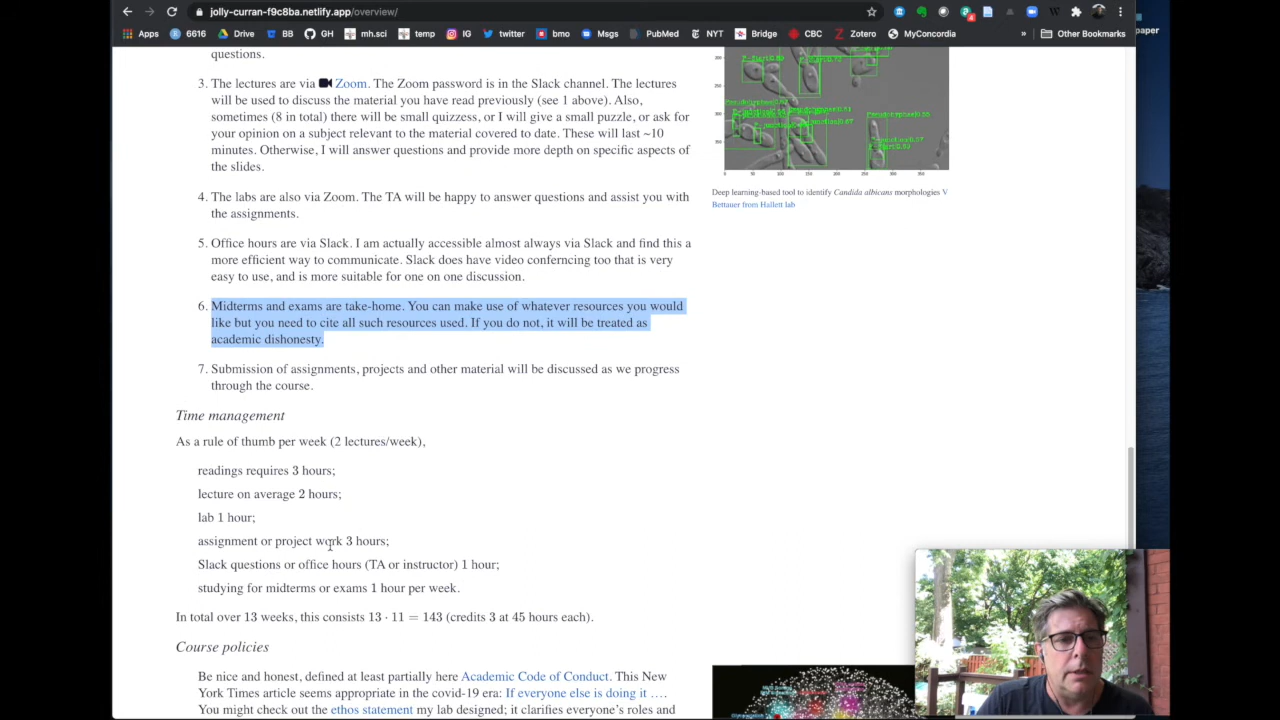 jolly-curran-f9c8ba.netlify.app/overview/
Apps 6616 Drive BB GH mh.sci temp IG twitter bmo Msgs PubMed NYT Bridge CBC Zotero MyConcordia » Other Bookmarks
paper
questions.
3. The lectures are via Zoom. The Zoom password is in the Slack channel. The lectures
will be used to discuss the material you have read previously (see 1 above). Also,
sometimes (8 in total) there will be small quizzess, or I will give a small puzzle, or ask for
your opinion on a subject relevant to the material covered to date. These will last ~10
minutes. Otherwise, I will answer questions and provide more depth on specific aspects of
the slides.
4. The labs are also via Zoom. The TA will be happy to answer questions and assist you with
the assignments.
5. Office hours are via Slack. I am actually accessible almost always via Slack and find this a
more efficient way to communicate. Slack does have video conferncing too that is very
easy to use, and is more suitable for one on one discussion.
6. Midterms and exams are take-home. You can make use of whatever resources you would
like but you need to cite all such resources used. If you do not, it will be treated as
academic dishonesty.
7. Submission of assignments, projects and other material will be discussed as we progress
through the course.
Time management
As a rule of thumb per week (2 lectures/week),
readings requires 3 hours;
lecture on average 2 hours;
lab 1 hour;
assignment or project work 3 hours;
Slack questions or office hours (TA or instructor) 1 hour;
studying for midterms or exams 1 hour per week.
In total over 13 weeks, this consists 13 · 11 = 143 (credits 3 at 45 hours each).
Course policies
Be nice and honest, defined at least partially here Academic Code of Conduct. This New
York Times article seems appropriate in the covid-19 era: If everyone else is doing it ….
You might check out the ethos statement my lab designed; it clarifies everyone's roles and
Deep learning-based tool to identify Candida albicans morphologies V
Bettauer from Hallett lab